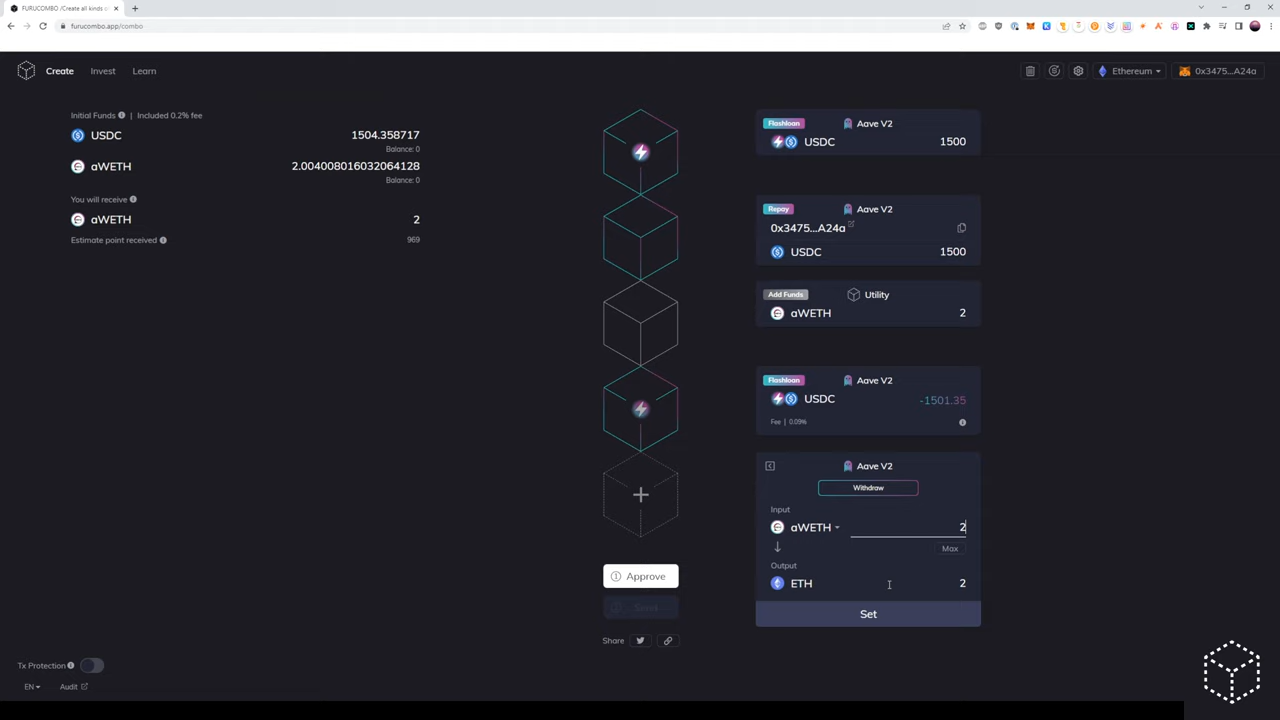 FURUCOMBO /Create all kinds o
furucombo.app/combo
Create
Invest
Learn
Ethereum
0x3475...A24a
Initial Funds | Included 0.2% fee
USDC 1504.358717
Balance: 0
aWETH 2.004008016032064128
Balance: 0
You will receive
aWETH 2
Estimate point received 969
Flashloan Aave V2
USDC 1500
Repay Aave V2
0x3475...A24a
USDC 1500
Add Funds Utility
aWETH 2
Flashloan Aave V2
USDC -1501.35
Fee | 0.09%
Aave V2
Withdraw
Input
aWETH 2
Max
Output
ETH 2
Set
1 Approve
Send
Share
Tx Protection
EN
Audit